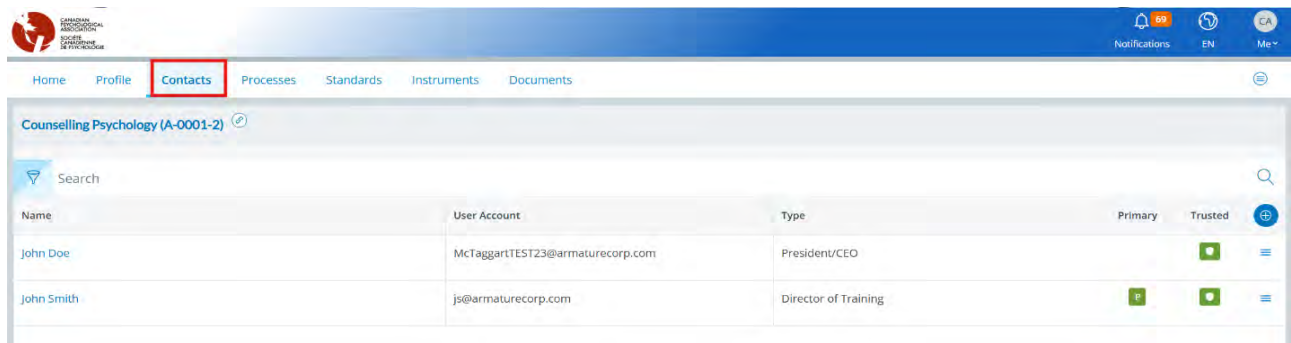 CANADIAN
PSYCHOLOGICAL
ASSOCIATION
SOCIÉTÉ
CANADIENNE
DE PSYCHOLOGIE
69
CA
Notifications EN Me
Home Profile Contacts Processes Standards Instruments Documents
Counselling Psychology (A-0001-2)
Search
Name User Account Type Primary Trusted
John Doe McTaggartTEST23@armaturecorp.com President/CEO
John Smith js@armaturecorp.com Director of Training P